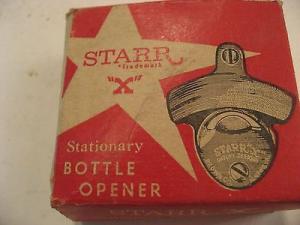 STARR
Trademark
"X"
Stationary
BOTTLE
OPENER
STARR X